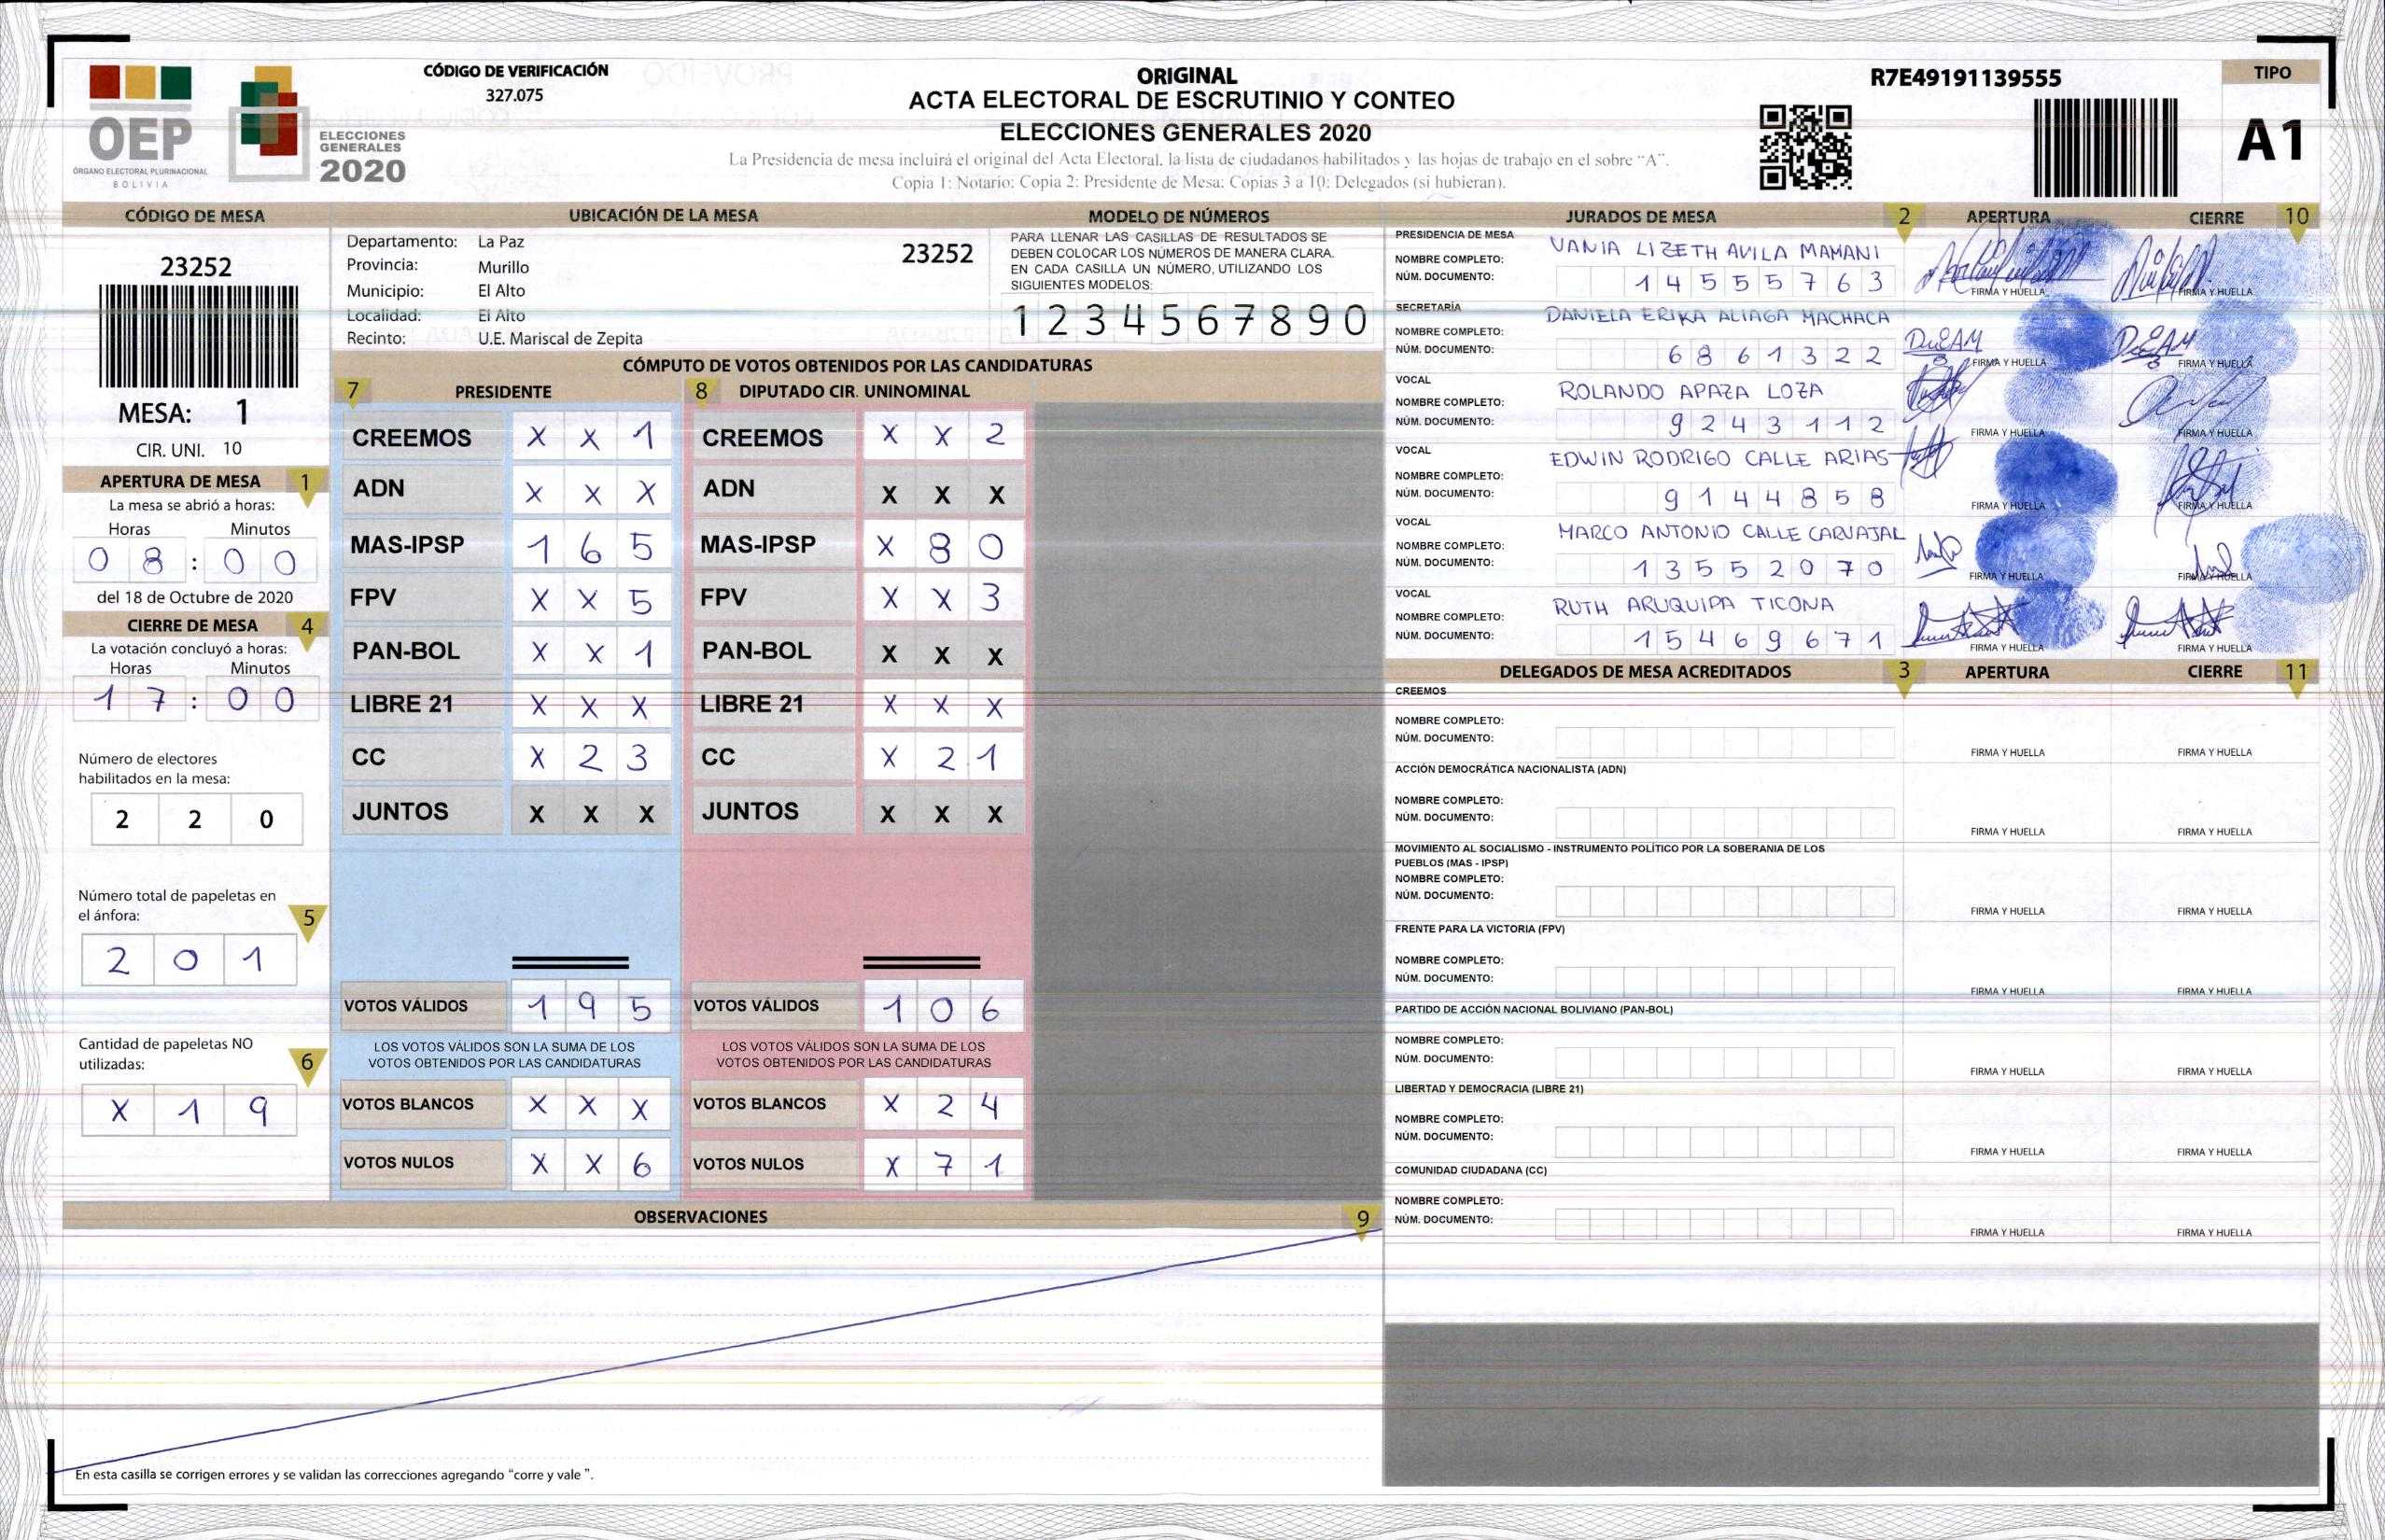 CÓDIGO DE VERIFICACIÓN
327.075
ORIGINAL
ACTA ELECTORAL DE ESCRUTINIO Y CONTEO
ELECCIONES GENERALES 2020
La Presidencia de mesa incluirá el original del Acta Electoral, la lista de ciudadanos habilitados y las hojas de trabajo en el sobre “A”.
Copia 1: Notario; Copia 2: Presidente de Mesa; Copias 3 a 10: Delegados (si hubieran).
R7E49191139555
TIPO
A1
OEP
ÓRGANO ELECTORAL PLURINACIONAL
BOLIVIA
ELECCIONES
GENERALES
2020
CÓDIGO DE MESA
23252
MESA: 1
CIR. UNI. 10
APERTURA DE MESA 1
La mesa se abrió a horas:
Horas Minutos
0 8 : 0 0
del 18 de Octubre de 2020
CIERRE DE MESA 4
La votación concluyó a horas:
Horas Minutos
1 7 : 0 0
Número de electores
habilitados en la mesa:
2 2 0
Número total de papeletas en
el ánfora: 5
2 0 1
Cantidad de papeletas NO
utilizadas: 6
X 1 9
UBICACIÓN DE LA MESA
Departamento: La Paz 23252
Provincia: Murillo
Municipio: El Alto
Localidad: El Alto
Recinto: U.E. Mariscal de Zepita
MODELO DE NÚMEROS
PARA LLENAR LAS CASILLAS DE RESULTADOS SE
DEBEN COLOCAR LOS NÚMEROS DE MANERA CLARA.
EN CADA CASILLA UN NÚMERO, UTILIZANDO LOS
SIGUIENTES MODELOS:
1 2 3 4 5 6 7 8 9 0
CÓMPUTO DE VOTOS OBTENIDOS POR LAS CANDIDATURAS
7 PRESIDENTE 8 DIPUTADO CIR. UNINOMINAL
CREEMOS X X 1 CREEMOS X X 2
ADN X X X ADN X X X
MAS-IPSP 1 6 5 MAS-IPSP X 8 0
FPV X X 5 FPV X X 3
PAN-BOL X X 1 PAN-BOL X X X
LIBRE 21 X X X LIBRE 21 X X X
CC X 2 3 CC X 2 1
JUNTOS X X X JUNTOS X X X
VOTOS VÁLIDOS 1 9 5 VOTOS VÁLIDOS 1 0 6
LOS VOTOS VÁLIDOS SON LA SUMA DE LOS LOS VOTOS VÁLIDOS SON LA SUMA DE LOS
VOTOS OBTENIDOS POR LAS CANDIDATURAS VOTOS OBTENIDOS POR LAS CANDIDATURAS
VOTOS BLANCOS X X X VOTOS BLANCOS X 2 4
VOTOS NULOS X X 6 VOTOS NULOS X 7 1
OBSERVACIONES 9
En esta casilla se corrigen errores y se validan las correcciones agregando “corre y vale ”.
JURADOS DE MESA 2 APERTURA CIERRE 10
PRESIDENCIA DE MESA
NOMBRE COMPLETO: VANIA LIZETH AVILA MAMANI
NÚM. DOCUMENTO: 1 4 5 5 5 7 6 3 FIRMA Y HUELLA FIRMA Y HUELLA
SECRETARÍA
NOMBRE COMPLETO: DANIELA ERIKA ALIAGA MACHACA
NÚM. DOCUMENTO: 6 8 6 1 3 2 2 FIRMA Y HUELLA FIRMA Y HUELLA
VOCAL
NOMBRE COMPLETO: ROLANDO APAZA LOZA
NÚM. DOCUMENTO: 9 2 4 3 1 1 2 FIRMA Y HUELLA FIRMA Y HUELLA
VOCAL
NOMBRE COMPLETO: EDWIN RODRIGO CALLE ARIAS
NÚM. DOCUMENTO: 9 1 4 4 8 5 8 FIRMA Y HUELLA FIRMA Y HUELLA
VOCAL
NOMBRE COMPLETO: MARCO ANTONIO CALLE CARVAJAL
NÚM. DOCUMENTO: 1 3 5 5 2 0 7 0 FIRMA Y HUELLA FIRMA Y HUELLA
VOCAL
NOMBRE COMPLETO: RUTH ARUQUIPA TICONA
NÚM. DOCUMENTO: 1 5 4 6 9 6 7 1 FIRMA Y HUELLA FIRMA Y HUELLA
DELEGADOS DE MESA ACREDITADOS 3 APERTURA CIERRE 11
CREEMOS
NOMBRE COMPLETO:
NÚM. DOCUMENTO: FIRMA Y HUELLA FIRMA Y HUELLA
ACCIÓN DEMOCRÁTICA NACIONALISTA (ADN)
NOMBRE COMPLETO:
NÚM. DOCUMENTO: FIRMA Y HUELLA FIRMA Y HUELLA
MOVIMIENTO AL SOCIALISMO - INSTRUMENTO POLÍTICO POR LA SOBERANIA DE LOS
PUEBLOS (MAS - IPSP)
NOMBRE COMPLETO:
NÚM. DOCUMENTO: FIRMA Y HUELLA FIRMA Y HUELLA
FRENTE PARA LA VICTORIA (FPV)
NOMBRE COMPLETO:
NÚM. DOCUMENTO: FIRMA Y HUELLA FIRMA Y HUELLA
PARTIDO DE ACCIÓN NACIONAL BOLIVIANO (PAN-BOL)
NOMBRE COMPLETO:
NÚM. DOCUMENTO: FIRMA Y HUELLA FIRMA Y HUELLA
LIBERTAD Y DEMOCRACIA (LIBRE 21)
NOMBRE COMPLETO:
NÚM. DOCUMENTO: FIRMA Y HUELLA FIRMA Y HUELLA
COMUNIDAD CIUDADANA (CC)
NOMBRE COMPLETO:
NÚM. DOCUMENTO: FIRMA Y HUELLA FIRMA Y HUELLA